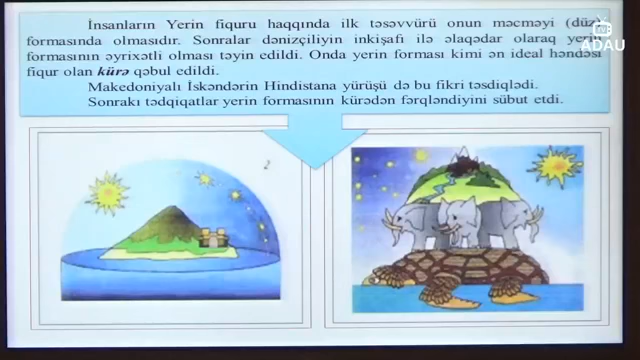 İnsanların Yerin fiquru haqqında ilk təsəvvürü onun məcməyi (düz)
formasında olmasıdır. Sonralar dənizçiliyin inkişafı ilə əlaqədar olaraq yerin
formasının əyrixətli olması təyin edildi. Onda yerin forması kimi ən ideal həndəsi
fiqur olan kürə qəbul edildi.
Makedoniyalı İskəndərin Hindistana yürüşü də bu fikri təsdiqlədi.
Sonrakı tədqiqatlar yerin formasının kürədən fərqləndiyini sübut etdi.
TV
ADAU